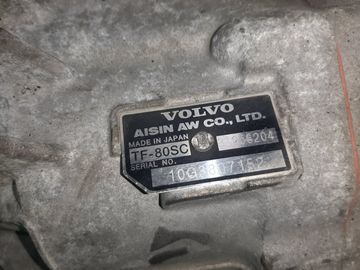 VOLVO
AISIN AW CO., LTD.
MADE IN JAPAN
TF-80SC
SERIAL NO.